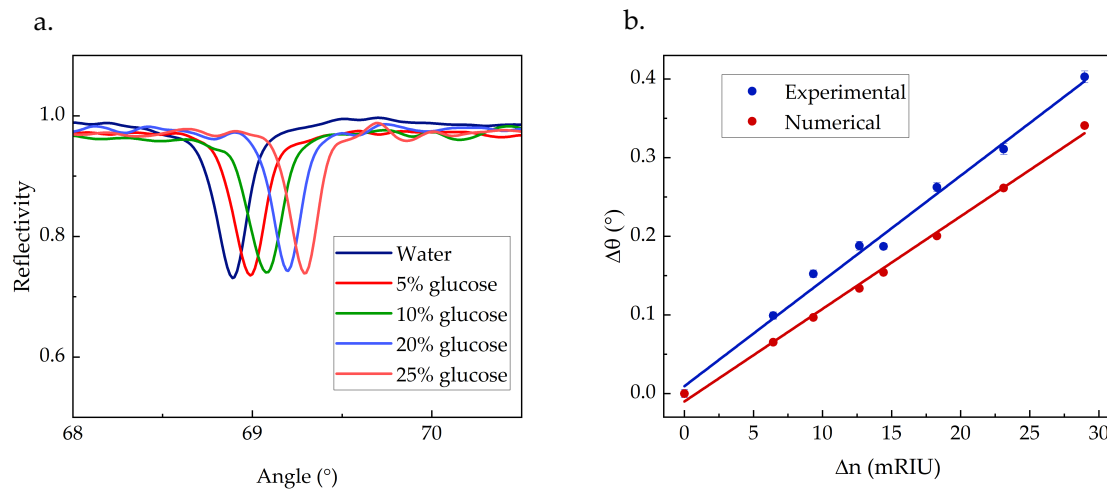 a.
Reflectivity
1.0
0.8
0.6
68
69
70
Angle (°)
Water
5% glucose
10% glucose
20% glucose
25% glucose
b.
Δθ (°)
0.4
0.3
0.2
0.1
0.0
0
5
10
15
20
25
30
Δn (mRIU)
Experimental
Numerical